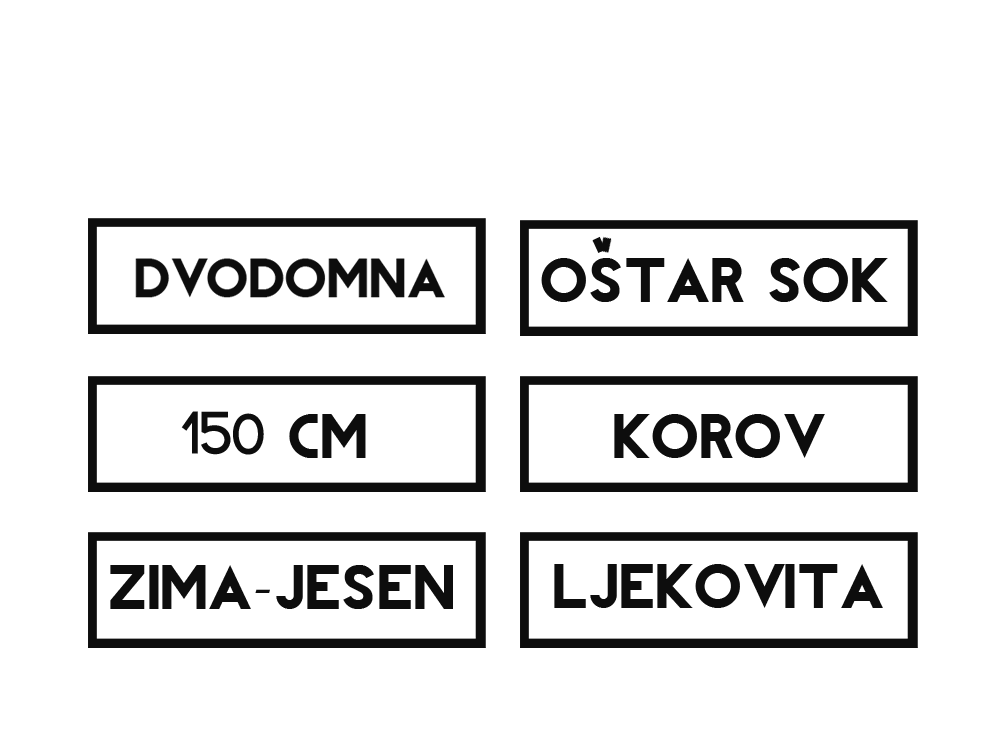 DVODOMNA
OŠTAR SOK
150 CM
KOROV
ZIMA-JESEN
LJEKOVITA